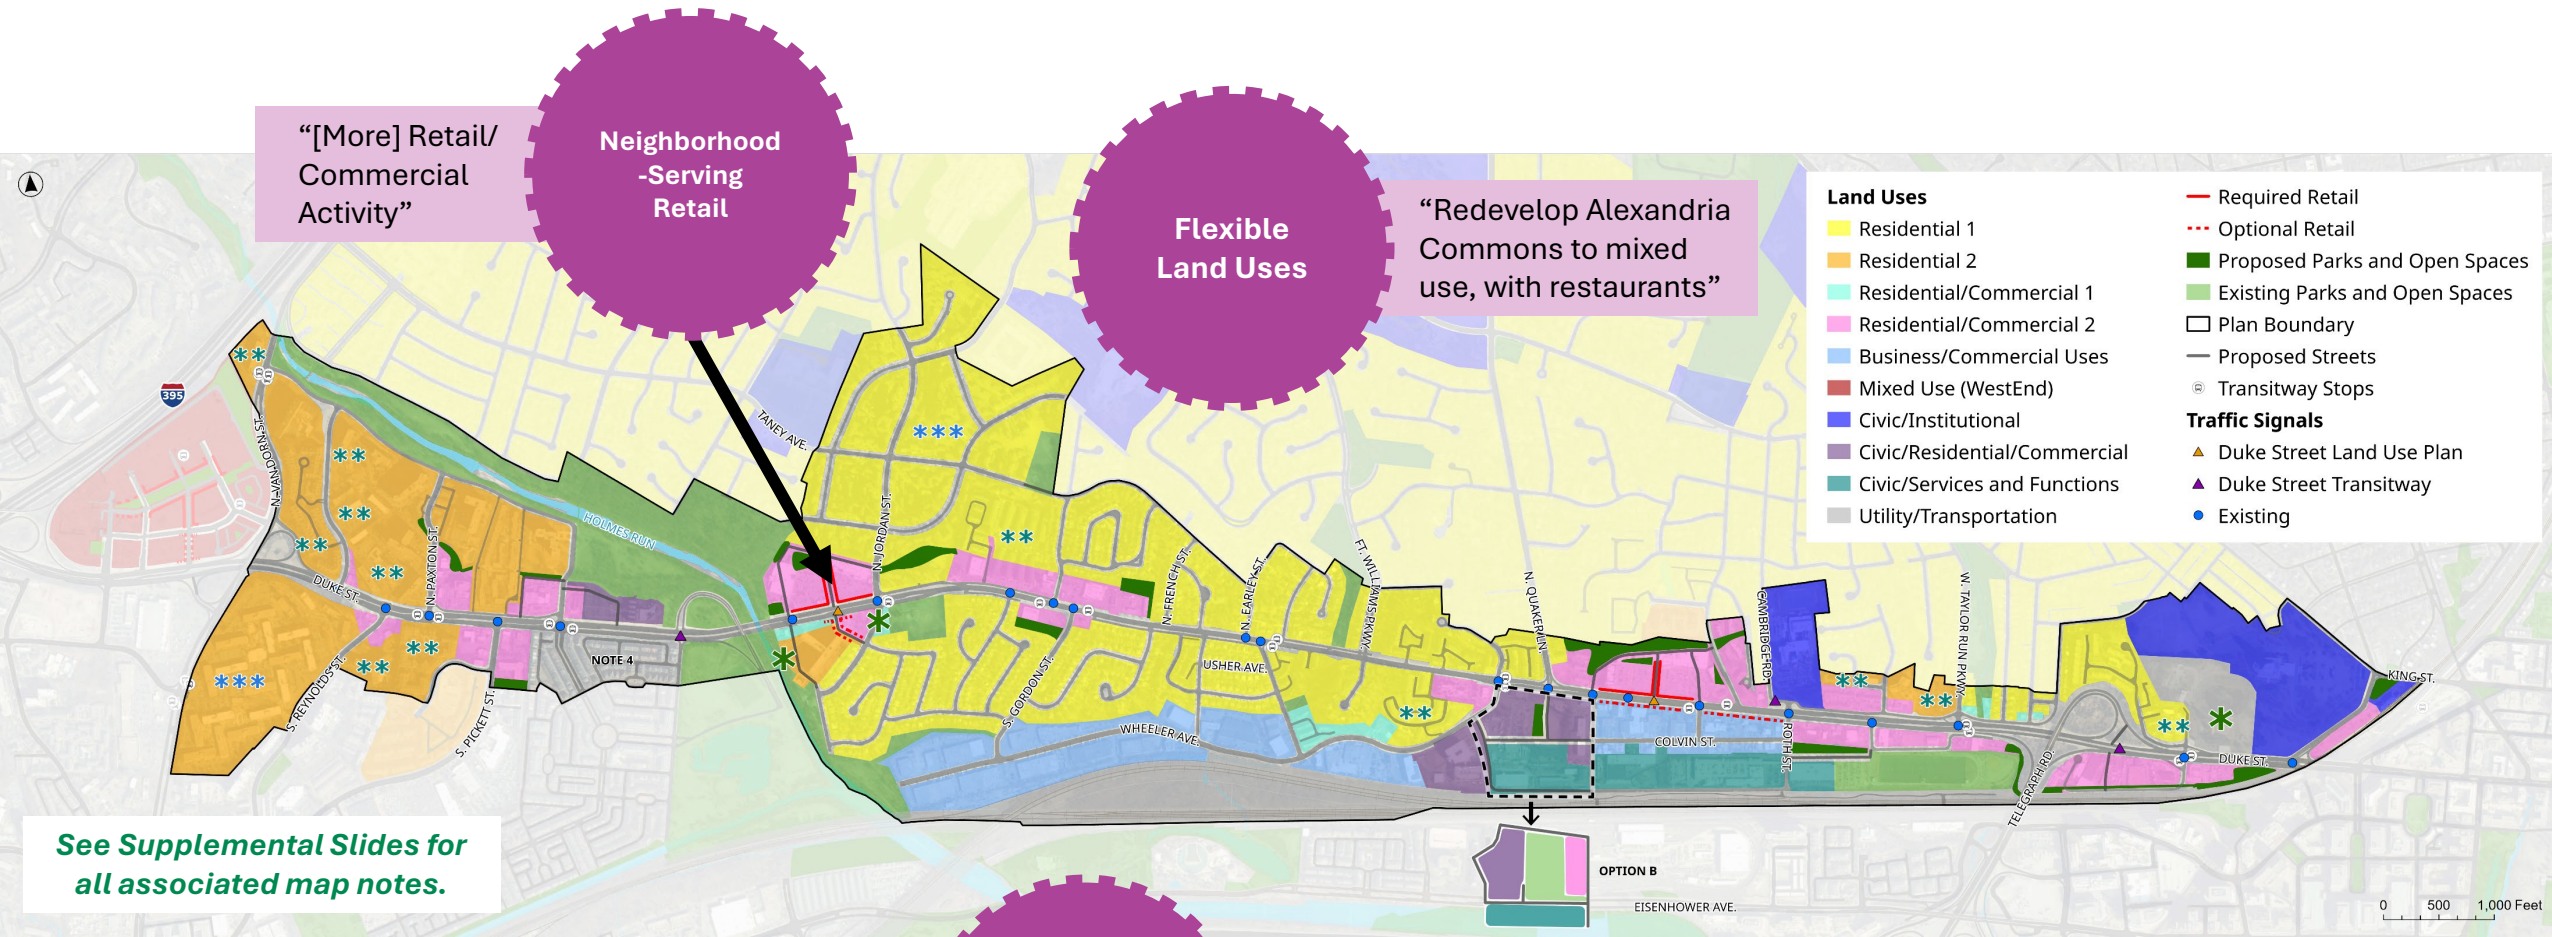 “[More] Retail/
Commercial
Activity”
Neighborhood
-Serving
Retail
Flexible
Land Uses
“Redevelop Alexandria
Commons to mixed
use, with restaurants”
Land Uses
Residential 1
Residential 2
Residential/Commercial 1
Residential/Commercial 2
Business/Commercial Uses
Mixed Use (WestEnd)
Civic/Institutional
Civic/Residential/Commercial
Civic/Services and Functions
Utility/Transportation
Required Retail
Optional Retail
Proposed Parks and Open Spaces
Existing Parks and Open Spaces
Plan Boundary
Proposed Streets
Transitway Stops
Traffic Signals
Duke Street Land Use Plan
Duke Street Transitway
Existing
395
N. VAN DORN ST.
DUKE ST.
N. PAXTON ST.
HOLMES RUN
TANEY AVE.
N. JORDAN ST.
S. REYNOLDS ST.
S. PICKETT ST.
NOTE 4
S. GORDON ST.
N. FRENCH ST.
N. EARLEY ST.
USHER AVE.
WHEELER AVE.
FT. WILLIAMS PKWY.
N. QUAKER LN.
COLVIN ST.
CAMBRIDGE RD.
ROTH ST.
W. TAYLOR RUN PKWY.
TELEGRAPH RD.
DUKE ST.
KING ST.
See Supplemental Slides for
all associated map notes.
OPTION B
EISENHOWER AVE.
0 500 1,000 Feet